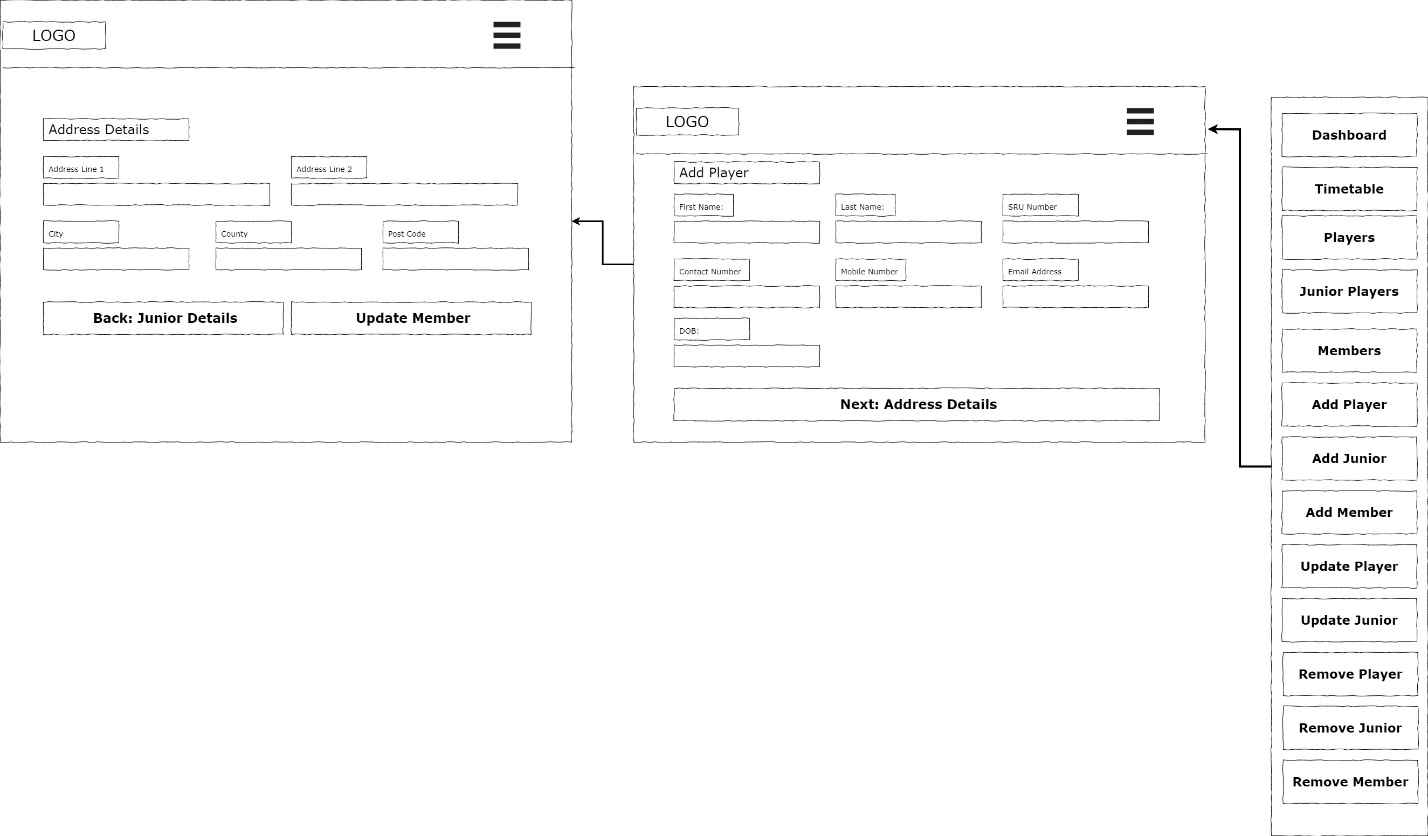 LOGO
Address Details
Address Line 1
Address Line 2
City
County
Post Code
Back: Junior Details
Update Member
LOGO
Add Player
First Name:
Last Name:
SRU Number
Contact Number
Mobile Number
Email Address
DOB:
Next: Address Details
Dashboard
Timetable
Players
Junior Players
Members
Add Player
Add Junior
Add Member
Update Player
Update Junior
Remove Player
Remove Junior
Remove Member